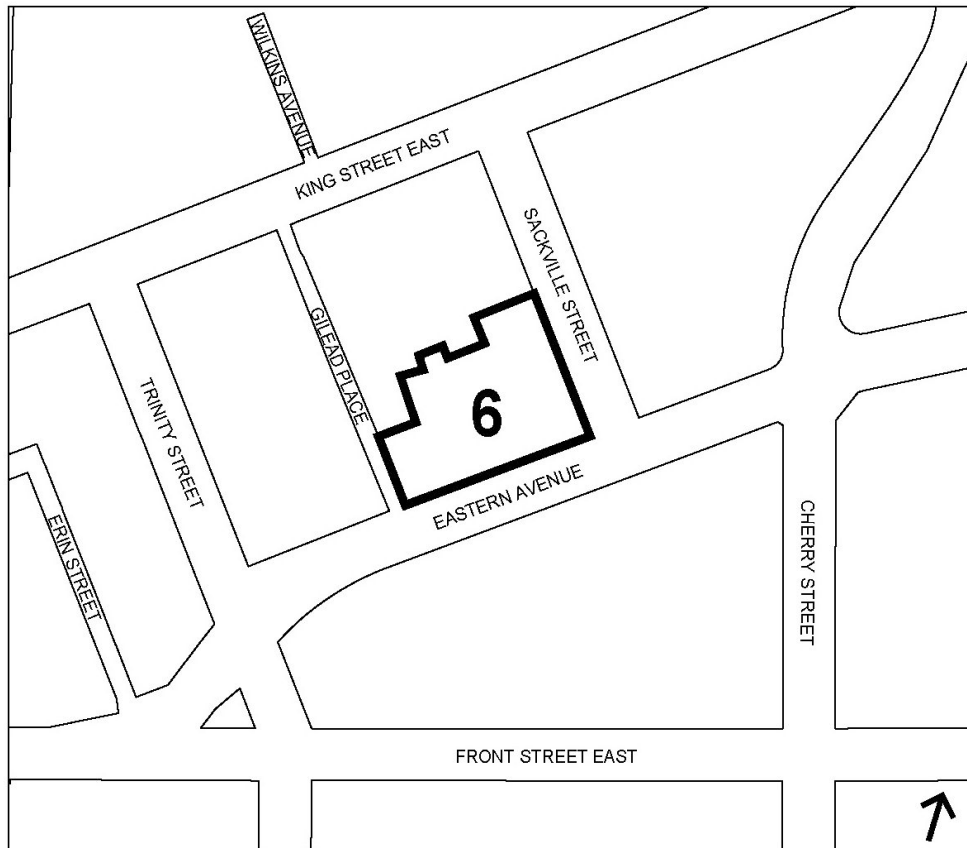 WILKINS AVENUE
KING STREET EAST
SACKVILLE STREET
GILEAD PLACE
TRINITY STREET
6
EASTERN AVENUE
ERIN STREET
CHERRY STREET
FRONT STREET EAST